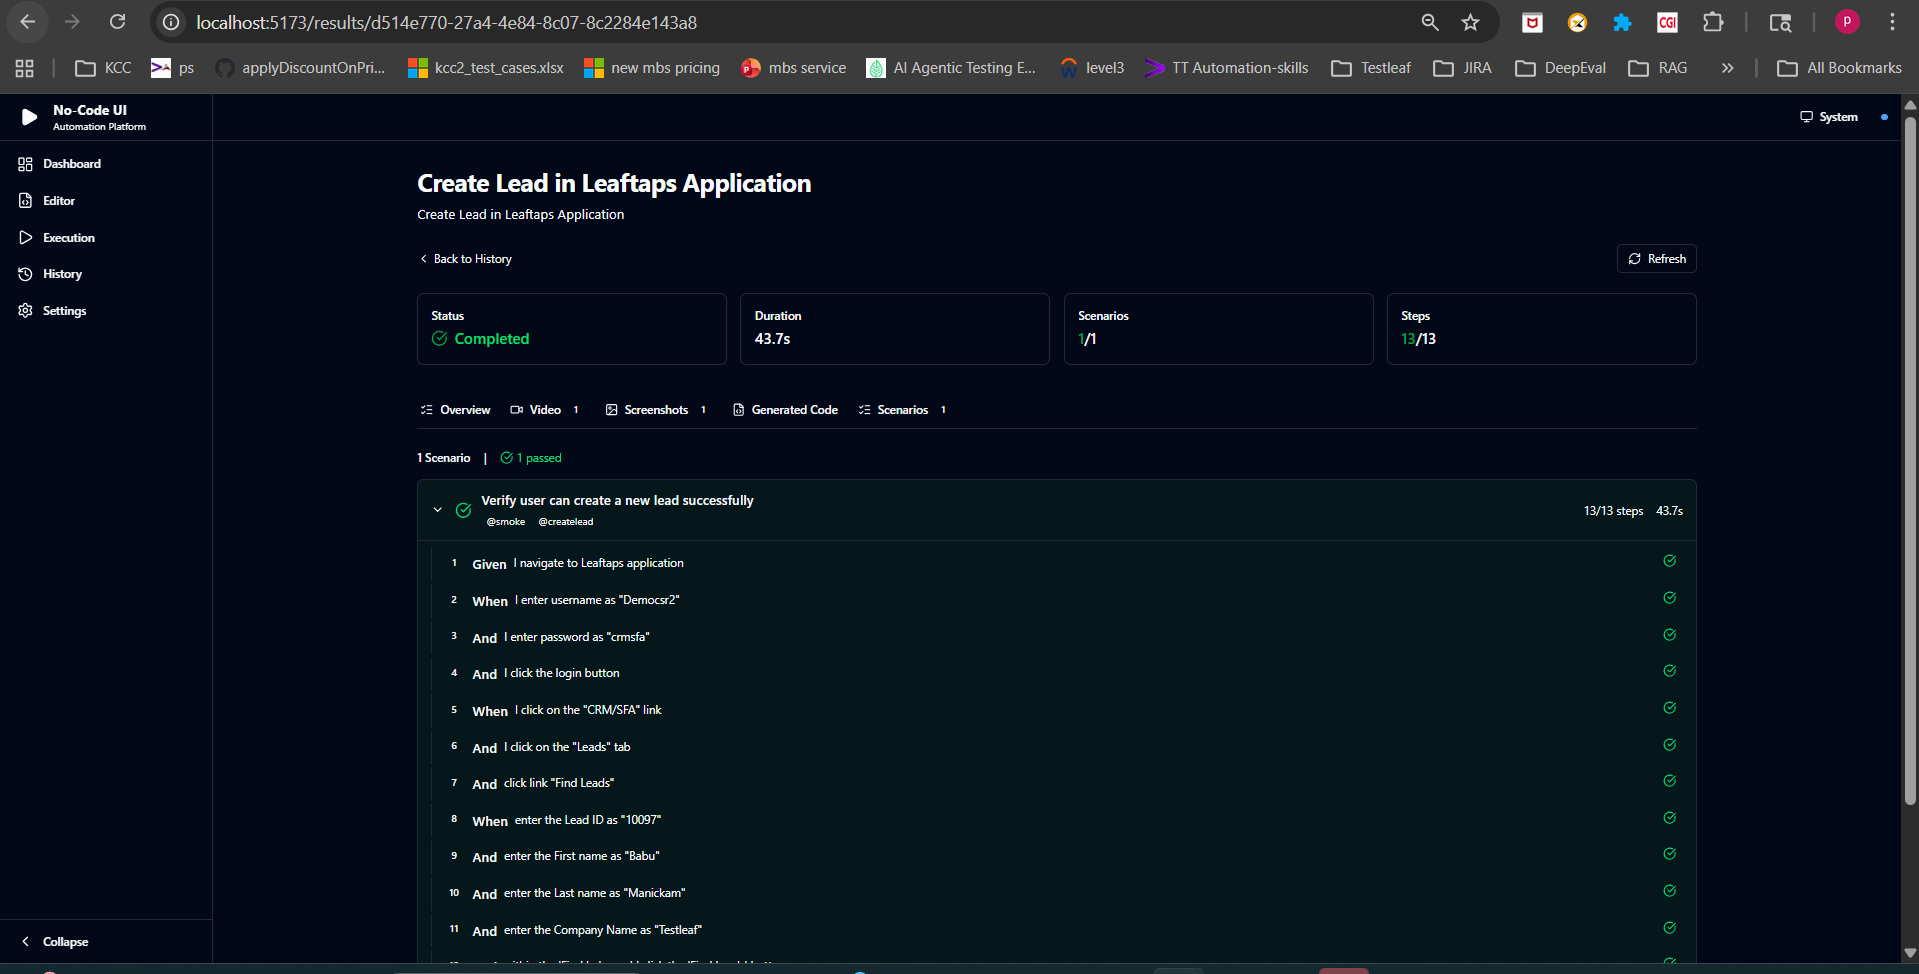 localhost:5173/results/d514e770-27a4-4e84-8c07-8c2284e143a8
CGI
P
KCC
ps
applyDiscountOnPri...
kcc2_test_cases.xlsx
new mbs pricing
mbs service
AI Agentic Testing E...
level3
TT Automation-skills
Testleaf
JIRA
DeepEval
RAG
All Bookmarks
No-Code UI
Automation Platform
System
Dashboard
Editor
Execution
History
Settings
Collapse
Create Lead in Leaftaps Application
Create Lead in Leaftaps Application
Back to History
Refresh
Status
Completed
Duration
43.7s
Scenarios
1/1
Steps
13/13
Overview
Video 1
Screenshots 1
Generated Code
Scenarios 1
1 Scenario | 1 passed
Verify user can create a new lead successfully
@smoke @createlead
13/13 steps 43.7s
1 Given I navigate to Leaftaps application
2 When I enter username as "Democsr2"
3 And I enter password as "crmsfa"
4 And I click the login button
5 When I click on the "CRM/SFA" link
6 And I click on the "Leads" tab
7 And click link "Find Leads"
8 When enter the Lead ID as "10097"
9 And enter the First name as "Babu"
10 And enter the Last name as "Manickam"
11 And enter the Company Name as "Testleaf"